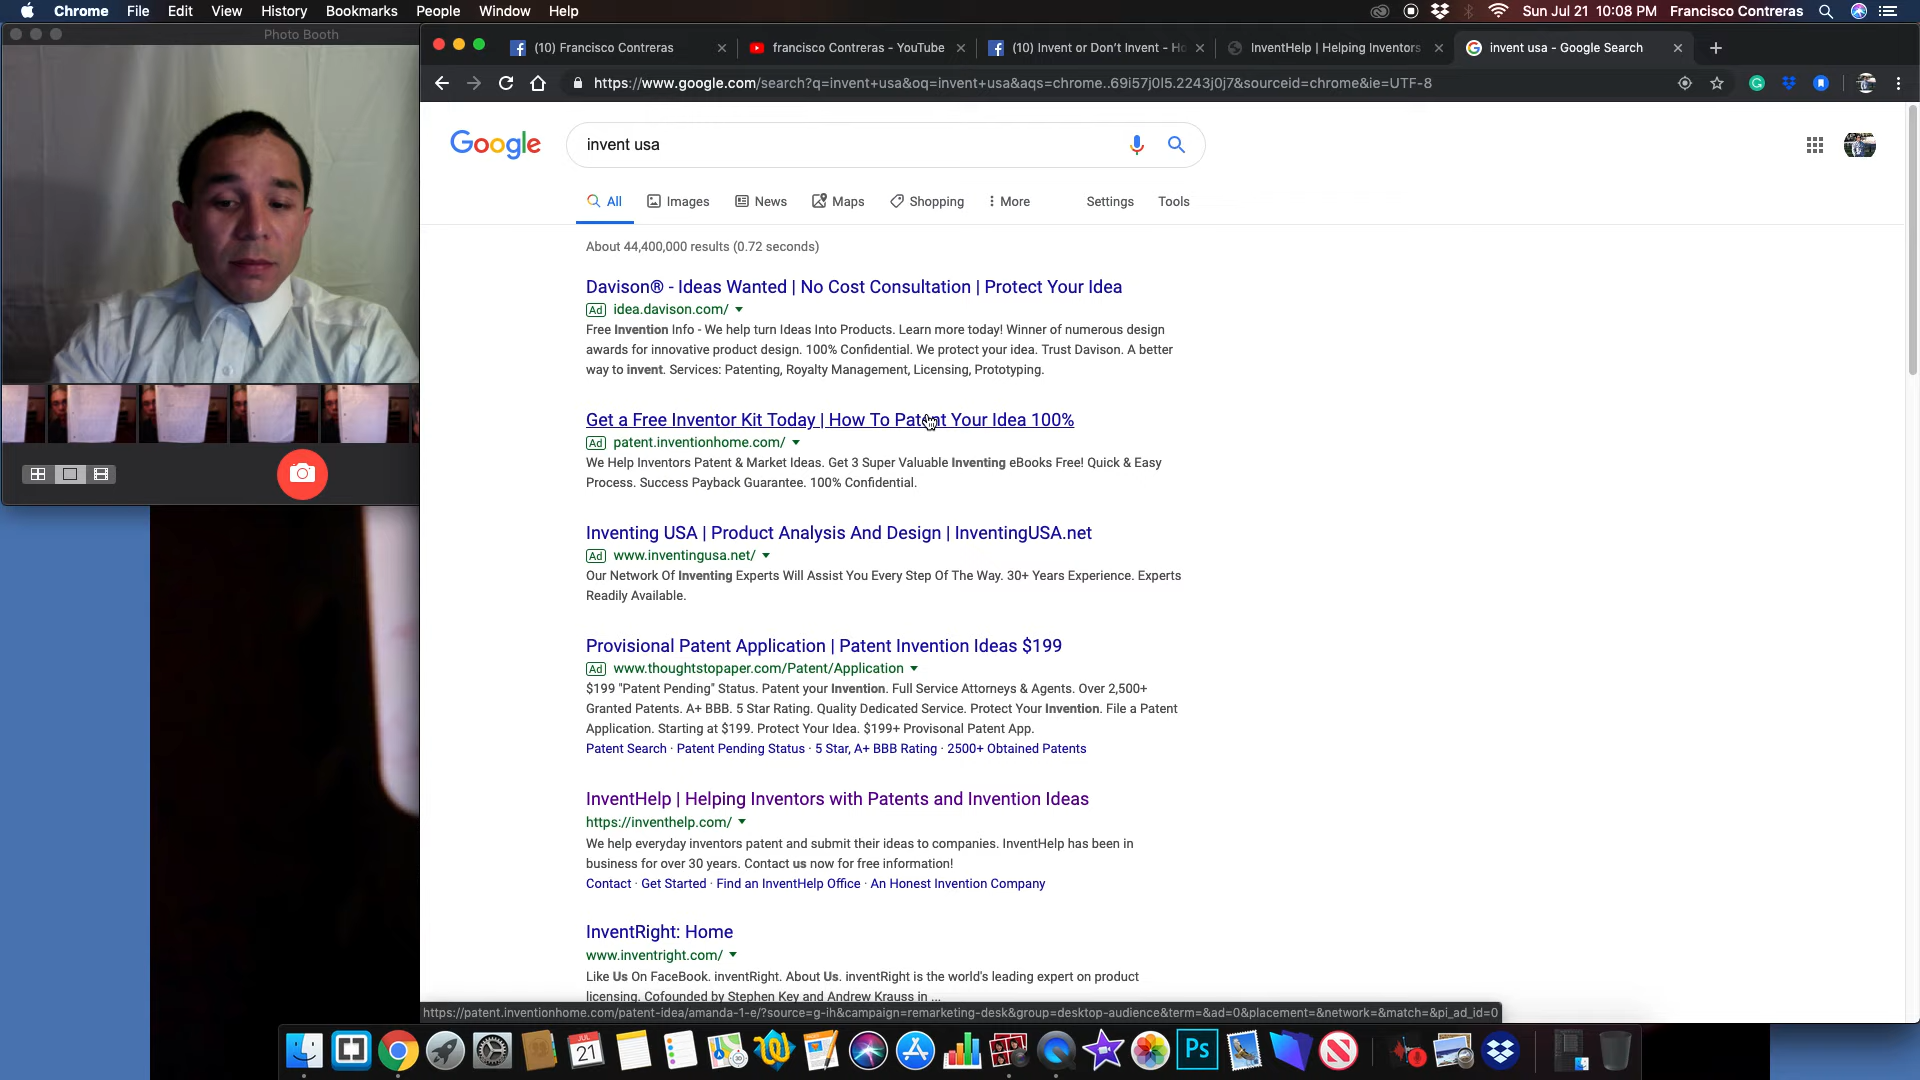 Chrome File Edit View History Bookmarks People Window Help
Sun Jul 21 10:08 PM Francisco Contreras
Photo Booth
(10) Francisco Contreras
francisco Contreras - YouTube
(10) Invent or Don't Invent - Ho
InventHelp | Helping Inventors
invent usa - Google Search
https://www.google.com/search?q=invent+usa&oq=invent+usa&aqs=chrome..69i57j0l5.2243j0j7&sourceid=chrome&ie=UTF-8
Google
invent usa
All Images News Maps Shopping More Settings Tools
About 44,400,000 results (0.72 seconds)
Davison® - Ideas Wanted | No Cost Consultation | Protect Your Idea
Ad idea.davison.com/
Free Invention Info - We help turn Ideas Into Products. Learn more today! Winner of numerous design
awards for innovative product design. 100% Confidential. We protect your idea. Trust Davison. A better
way to invent. Services: Patenting, Royalty Management, Licensing, Prototyping.
Get a Free Inventor Kit Today | How To Patent Your Idea 100%
Ad patent.inventionhome.com/
We Help Inventors Patent & Market Ideas. Get 3 Super Valuable Inventing eBooks Free! Quick & Easy
Process. Success Payback Guarantee. 100% Confidential.
Inventing USA | Product Analysis And Design | InventingUSA.net
Ad www.inventingusa.net/
Our Network Of Inventing Experts Will Assist You Every Step Of The Way. 30+ Years Experience. Experts
Readily Available.
Provisional Patent Application | Patent Invention Ideas $199
Ad www.thoughtstopaper.com/Patent/Application
$199 "Patent Pending" Status. Patent your Invention. Full Service Attorneys & Agents. Over 2,500+
Granted Patents. A+ BBB. 5 Star Rating. Quality Dedicated Service. Protect Your Invention. File a Patent
Application. Starting at $199. Protect Your Idea. $199+ Provisonal Patent App.
Patent Search · Patent Pending Status · 5 Star, A+ BBB Rating · 2500+ Obtained Patents
InventHelp | Helping Inventors with Patents and Invention Ideas
https://inventhelp.com/
We help everyday inventors patent and submit their ideas to companies. InventHelp has been in
business for over 30 years. Contact us now for free information!
Contact · Get Started · Find an InventHelp Office · An Honest Invention Company
InventRight: Home
www.inventright.com/
Like Us On FaceBook. inventRight. About Us. inventRight is the world's leading expert on product
licensing. Cofounded by Stephen Key and Andrew Krauss in ...
https://patent.inventionhome.com/patent-idea/amanda-1-e/?source=g-ih&campaign=remarketing-desk&group=desktop-audience&term=&ad=0&placement=&network=&match=&pi_ad_id=0
JUL
21
Ps